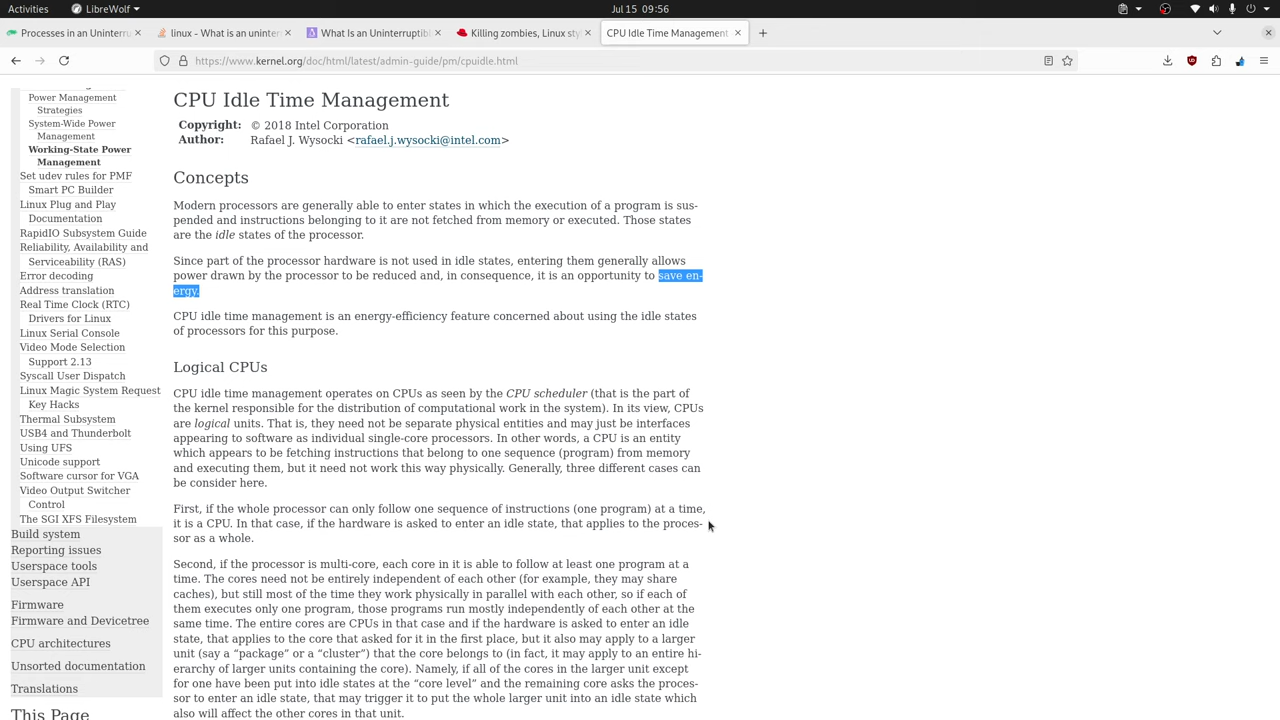 Activities
LibreWolf
Jul 15 09:56
Processes in an Uninterru
linux - What is an uninter
What Is an Uninterruptibl
Killing zombies, Linux sty
CPU Idle Time Management
https://www.kernel.org/doc/html/latest/admin-guide/pm/cpuidle.html
Power Management
Strategies
System-Wide Power
Management
Working-State Power
Management
Set udev rules for PMF
Smart PC Builder
Linux Plug and Play
Documentation
RapidIO Subsystem Guide
Reliability, Availability and
Serviceability (RAS)
Error decoding
Address translation
Real Time Clock (RTC)
Drivers for Linux
Linux Serial Console
Video Mode Selection
Support 2.13
Syscall User Dispatch
Linux Magic System Request
Key Hacks
Thermal Subsystem
USB4 and Thunderbolt
Using UFS
Unicode support
Software cursor for VGA
Video Output Switcher
Control
The SGI XFS Filesystem
Build system
Reporting issues
Userspace tools
Userspace API
Firmware
Firmware and Devicetree
CPU architectures
Unsorted documentation
Translations
This Page
CPU Idle Time Management
Copyright: © 2018 Intel Corporation
Author: Rafael J. Wysocki <rafael.j.wysocki@intel.com>
Concepts
Modern processors are generally able to enter states in which the execution of a program is sus-
pended and instructions belonging to it are not fetched from memory or executed. Those states
are the idle states of the processor.
Since part of the processor hardware is not used in idle states, entering them generally allows
power drawn by the processor to be reduced and, in consequence, it is an opportunity to save en-
ergy.
CPU idle time management is an energy-efficiency feature concerned about using the idle states
of processors for this purpose.
Logical CPUs
CPU idle time management operates on CPUs as seen by the CPU scheduler (that is the part of
the kernel responsible for the distribution of computational work in the system). In its view, CPUs
are logical units. That is, they need not be separate physical entities and may just be interfaces
appearing to software as individual single-core processors. In other words, a CPU is an entity
which appears to be fetching instructions that belong to one sequence (program) from memory
and executing them, but it need not work this way physically. Generally, three different cases can
be consider here.
First, if the whole processor can only follow one sequence of instructions (one program) at a time,
it is a CPU. In that case, if the hardware is asked to enter an idle state, that applies to the proces-
sor as a whole.
Second, if the processor is multi-core, each core in it is able to follow at least one program at a
time. The cores need not be entirely independent of each other (for example, they may share
caches), but still most of the time they work physically in parallel with each other, so if each of
them executes only one program, those programs run mostly independently of each other at the
same time. The entire cores are CPUs in that case and if the hardware is asked to enter an idle
state, that applies to the core that asked for it in the first place, but it also may apply to a larger
unit (say a “package” or a “cluster”) that the core belongs to (in fact, it may apply to an entire hi-
erarchy of larger units containing the core). Namely, if all of the cores in the larger unit except
for one have been put into idle states at the “core level” and the remaining core asks the proces-
sor to enter an idle state, that may trigger it to put the whole larger unit into an idle state which
also will affect the other cores in that unit.